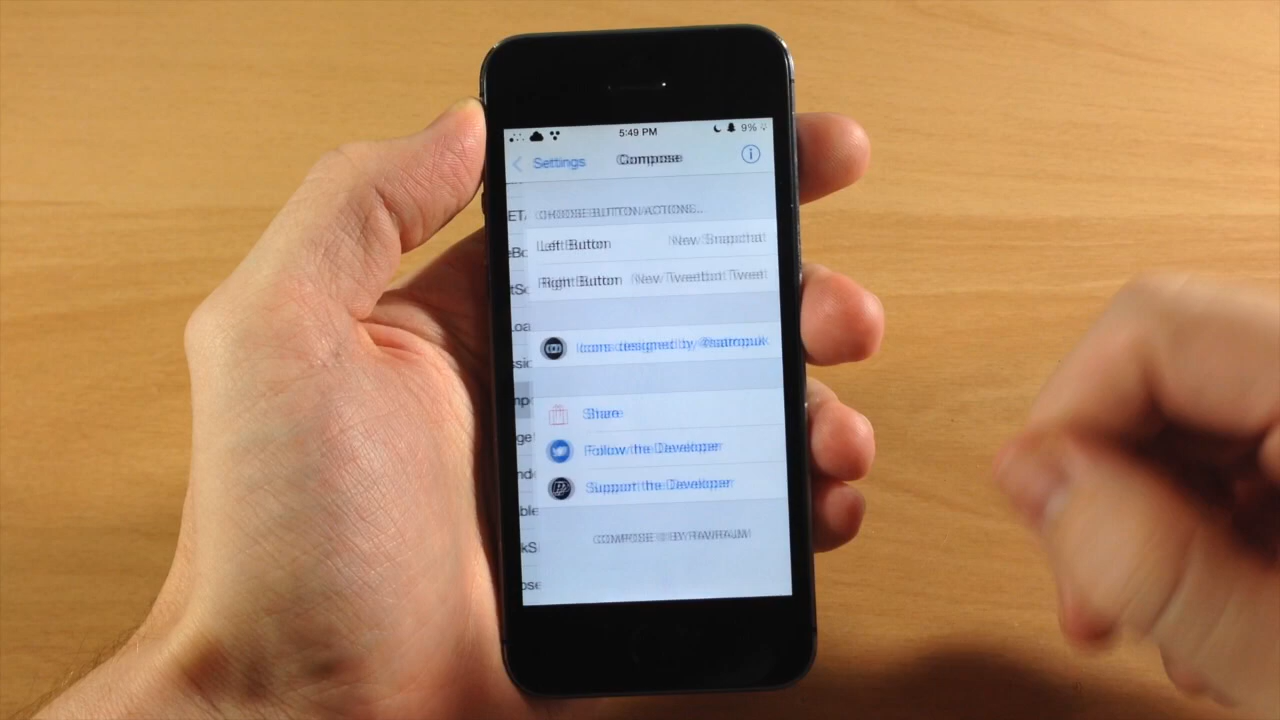 5:49 PM 9%
Settings Compose
CHOOSE BUTTON ACTIONS...
Left Button New Snapchat
Right Button New Tweetbot Tweet
Icons designed by
Share
Follow the Developer
Support the Developer
COMPOSE